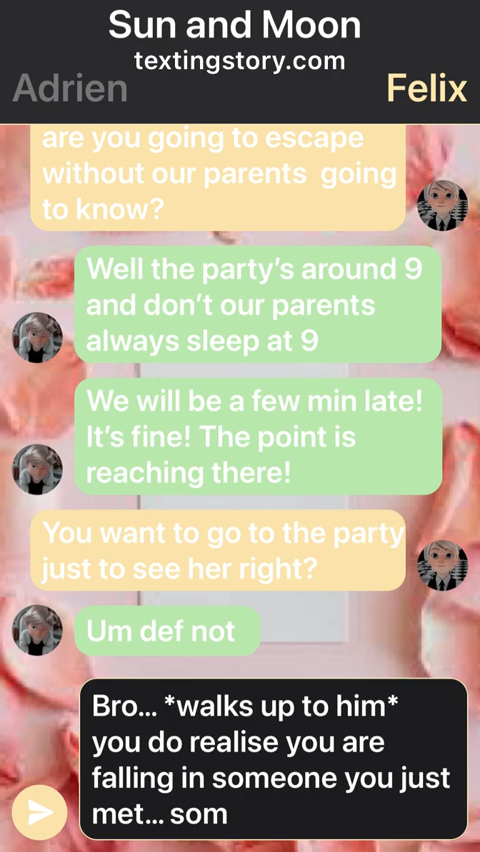 Sun and Moon
textingstory.com
Adrien
Felix
are you going to escape
without our parents going
to know?
Well the party's around 9
and don't our parents
always sleep at 9
We will be a few min late!
It's fine! The point is
reaching there!
You want to go to the party
just to see her right?
Um def not
Bro... *walks up to him*
you do realise you are
falling in someone you just
met... som